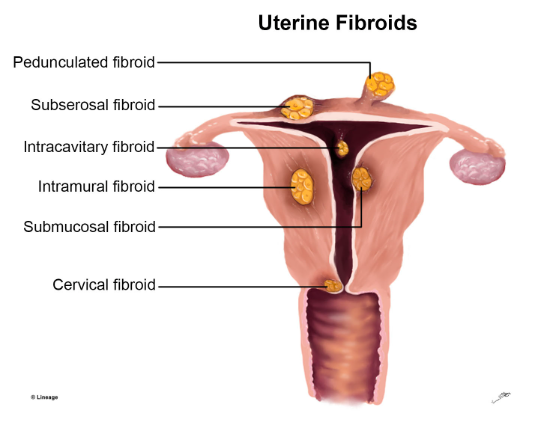 Uterine Fibroids
Pedunculated fibroid
Subserosal fibroid
Intracavitary fibroid
Intramural fibroid
Submucosal fibroid
Cervical fibroid
© Lineage